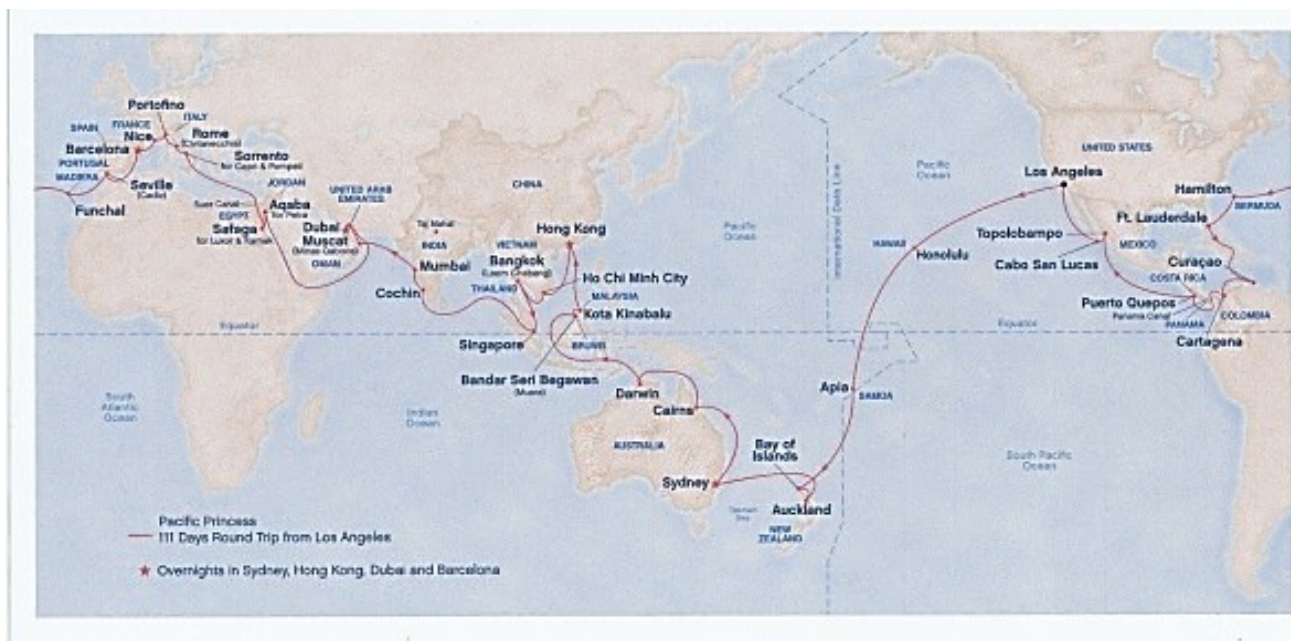 Portofino
SPAIN
FRANCE
ITALY
Nice
Rome
(Civitavecchia)
Barcelona
Sorrento
for Capri & Pompeii
PORTUGAL
MADIERA
Seville
(Cadiz)
Funchal
JORDAN
Suez Canal
Aqaba
for Petra
EGYPT
Safaga
for Luxor & Karnak
UNITED ARAB
EMIRATES
Dubai
Muscat
OMAN
Taj Mahal
INDIA
Mumbai
Cochin
CHINA
Hong Kong
VIETNAM
Bangkok
(Laem Chabang)
THAILAND
Ho Chi Minh City
MALAYSIA
Kota Kinabalu
BRUNEI
Singapore
Bandar Seri Begawan
(Muara)
Equator
Darwin
Cairns
AUSTRALIA
Sydney
Bay of
Islands
Auckland
Tasman
Sea
NEW
ZEALAND
South
Atlantic
Ocean
Indian
Ocean
Pacific
Ocean
International Date Line
Pacific
Ocean
HAWAII
Honolulu
Apia
SAMOA
South Pacific
Ocean
Equator
UNITED STATES
Los Angeles
Hamilton
BERMUDA
Ft. Lauderdale
Topolobampo
MEXICO
Cabo San Lucas
Curaçao
COSTA RICA
Puerto Quepos
Panama Canal
PANAMA
COLOMBIA
Cartagena
Pacific Princess
111 Days Round Trip from Los Angeles
Overnights in Sydney, Hong Kong, Dubai and Barcelona